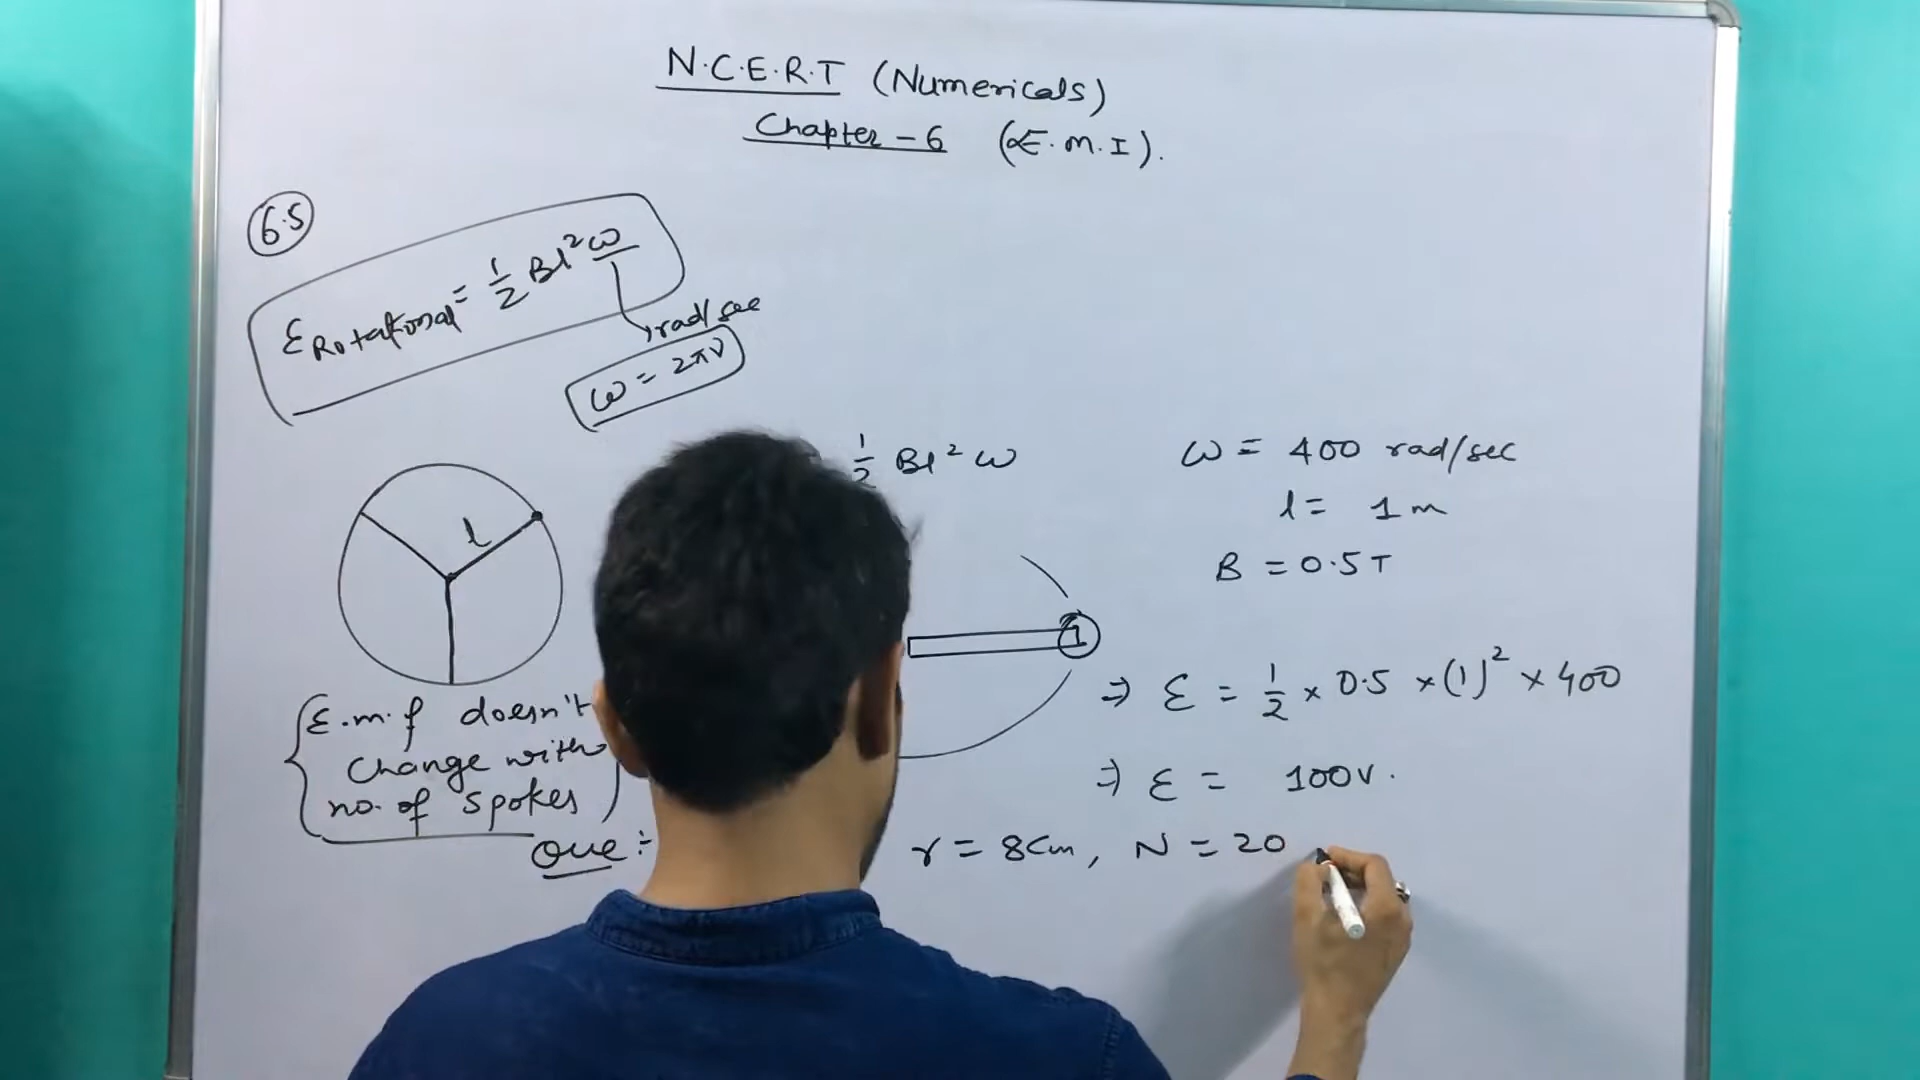 N.C.E.R.T (Numericals)
Chapter - 6 (E.M.I).
6.5
ε Rotational = 1/2 Bl²ω
rad/sec
ω = 2πν
1/2 Bl²ω
ω = 400 rad/sec
l = 1m
B = 0.5T
l
1
⇒ ε = 1/2 × 0.5 × (1)² × 400
⇒ ε = 100V.
E.m.f doesn't
change with
no. of spokes
Que :-
r = 8cm, N = 20